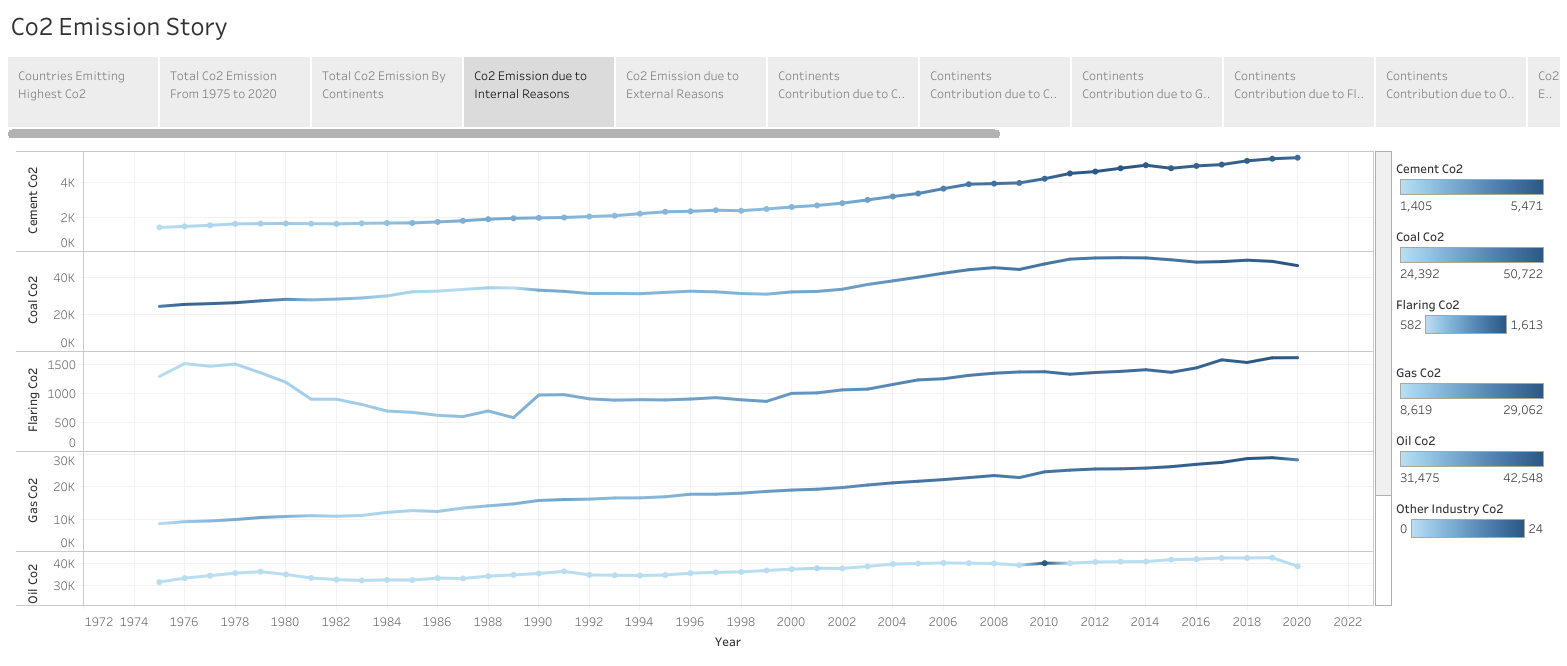 Co2 Emission Story
Countries Emitting
Highest Co2
Total Co2 Emission
From 1975 to 2020
Total Co2 Emission By
Continents
Co2 Emission due to
Internal Reasons
Co2 Emission due to
External Reasons
Continents
Contribution due to C..
Continents
Contribution due to C..
Continents
Contribution due to G..
Continents
Contribution due to Fl..
Continents
Contribution due to O..
Co2
E..
Cement Co2
4K
2K
0K
Coal Co2
40K
20K
0K
Flaring Co2
1500
1000
500
0
Gas Co2
30K
20K
10K
0K
Oil Co2
40K
30K
1972 1974 1976 1978 1980 1982 1984 1986 1988 1990 1992 1994 1996 1998 2000 2002 2004 2006 2008 2010 2012 2014 2016 2018 2020 2022
Year
Cement Co2
1,405 5,471
Coal Co2
24,392 50,722
Flaring Co2
582 1,613
Gas Co2
8,619 29,062
Oil Co2
31,475 42,548
Other Industry Co2
0 24